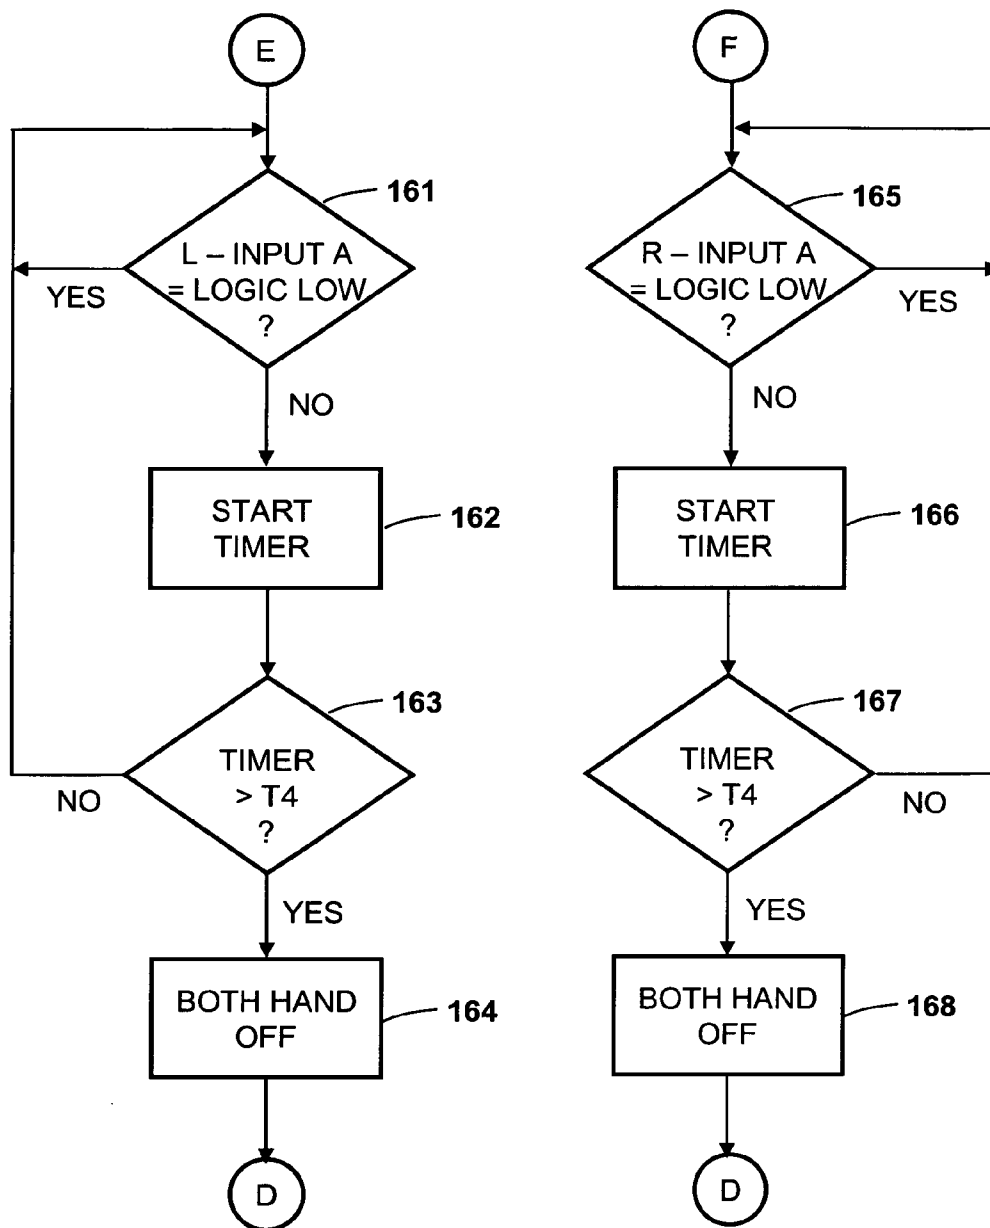 E
161
L – INPUT A
= LOGIC LOW
?
YES
NO
START
TIMER
162
163
TIMER
> T4
?
NO
YES
BOTH HAND
OFF
164
D
F
165
R – INPUT A
= LOGIC LOW
?
YES
NO
START
TIMER
166
167
TIMER
> T4
?
NO
YES
BOTH HAND
OFF
168
D